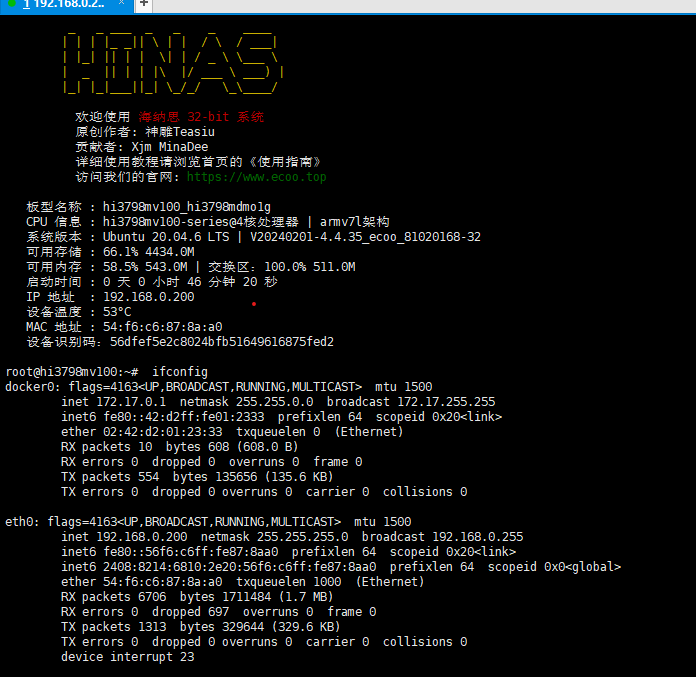 1 192.168.0.2..
HINAS
欢迎使用 海纳思 32-bit 系统
原创作者: 神雕Teasiu
贡献者: Xjm MinaDee
详细使用教程请浏览首页的《使用指南》
访问我们的官网: https://www.ecoo.top
板型名称 : hi3798mv100_hi3798mdmo1g
CPU 信息 : hi3798mv100-series@4核处理器 | armv7l架构
系统版本 : Ubuntu 20.04.6 LTS | V20240201-4.4.35_ecoo_81020168-32
可用存储 : 66.1% 4434.0M
可用内存 : 58.5% 543.0M | 交换区: 100.0% 511.0M
启动时间 : 0 天 0 小时 46 分钟 20 秒
IP 地址 : 192.168.0.200
设备温度 : 53°C
MAC 地址 : 54:f6:c6:87:8a:a0
设备识别码: 56dfef5e2c8024bfb51649616875fed2
root@hi3798mv100:~# ifconfig
docker0: flags=4163<UP,BROADCAST,RUNNING,MULTICAST> mtu 1500
inet 172.17.0.1 netmask 255.255.0.0 broadcast 172.17.255.255
inet6 fe80::42:d2ff:fe01:2333 prefixlen 64 scopeid 0x20<link>
ether 02:42:d2:01:23:33 txqueuelen 0 (Ethernet)
RX packets 10 bytes 608 (608.0 B)
RX errors 0 dropped 0 overruns 0 frame 0
TX packets 554 bytes 135656 (135.6 KB)
TX errors 0 dropped 0 overruns 0 carrier 0 collisions 0
eth0: flags=4163<UP,BROADCAST,RUNNING,MULTICAST> mtu 1500
inet 192.168.0.200 netmask 255.255.255.0 broadcast 192.168.0.255
inet6 fe80::56f6:c6ff:fe87:8aa0 prefixlen 64 scopeid 0x20<link>
inet6 2408:8214:6810:2e20:56f6:c6ff:fe87:8aa0 prefixlen 64 scopeid 0x0<global>
ether 54:f6:c6:87:8a:a0 txqueuelen 1000 (Ethernet)
RX packets 6706 bytes 1711484 (1.7 MB)
RX errors 0 dropped 697 overruns 0 frame 0
TX packets 1313 bytes 329644 (329.6 KB)
TX errors 0 dropped 0 overruns 0 carrier 0 collisions 0
device interrupt 23